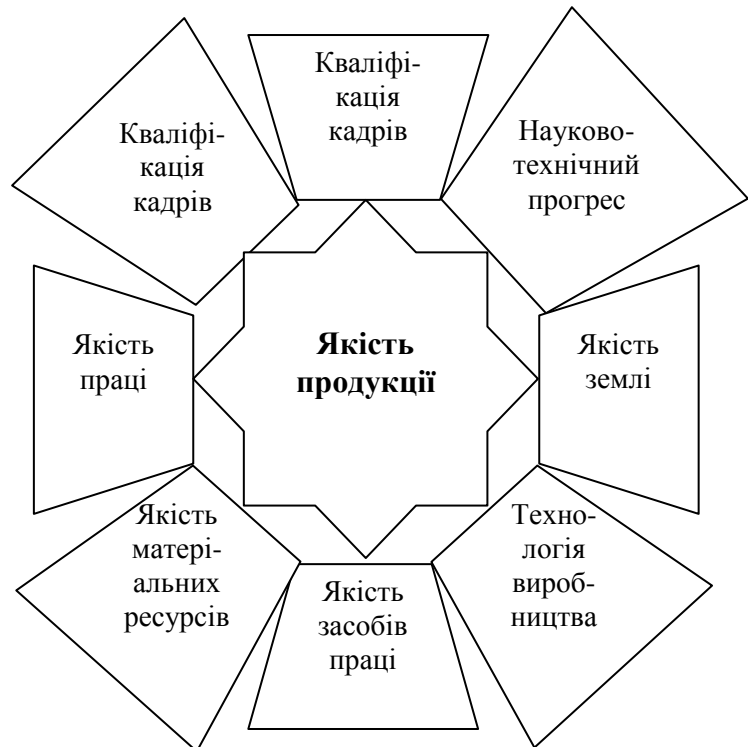 Кваліфі-
кація
кадрів
Кваліфі-
кація
кадрів
Науково-
технічний
прогрес
Якість
праці
Якість
продукції
Якість
землі
Якість
матері-
альних
ресурсів
Якість
засобів
праці
Техно-
логія
вироб-
ництва